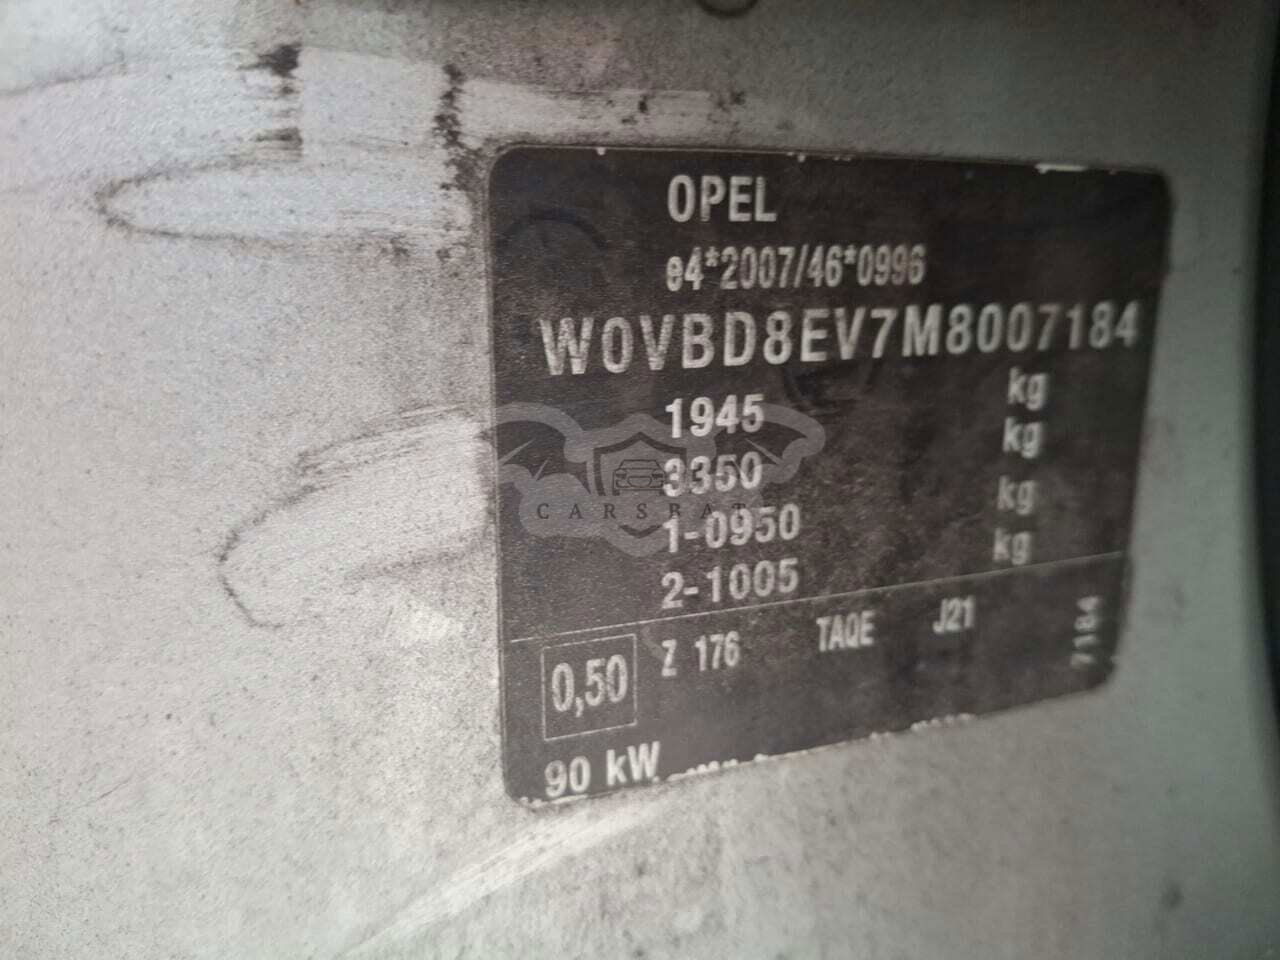 OPEL
e4*2007/46*0996
W0VBD8EV7M8007184
1945 kg
3350 kg
1-0950 kg
2-1005 kg
CARSBAT
0,50 Z 176 TAQE J21
7184
90 kW